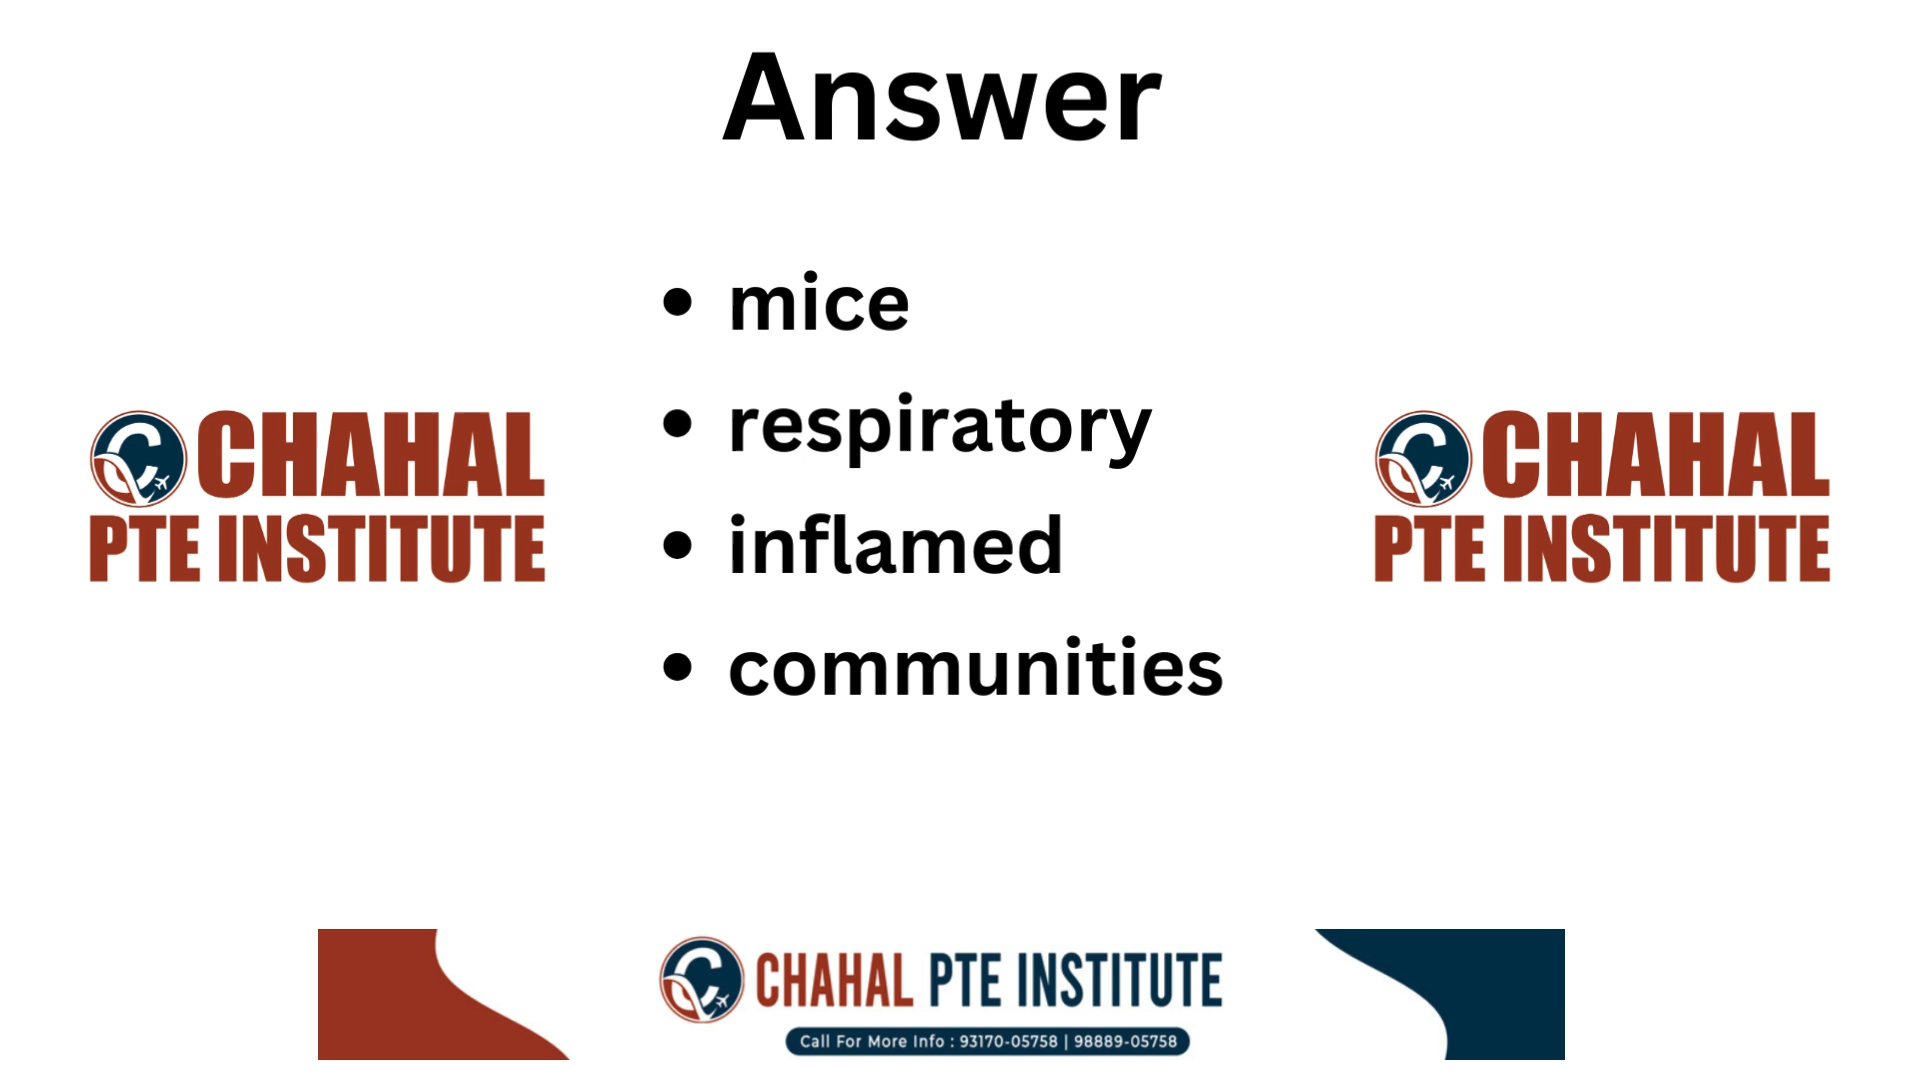 Answer
• mice
• respiratory
• inflamed
• communities
CHAHAL
PTE INSTITUTE
CHAHAL
PTE INSTITUTE
CHAHAL PTE INSTITUTE
Call For More Info : 93170-05758 | 98889-05758